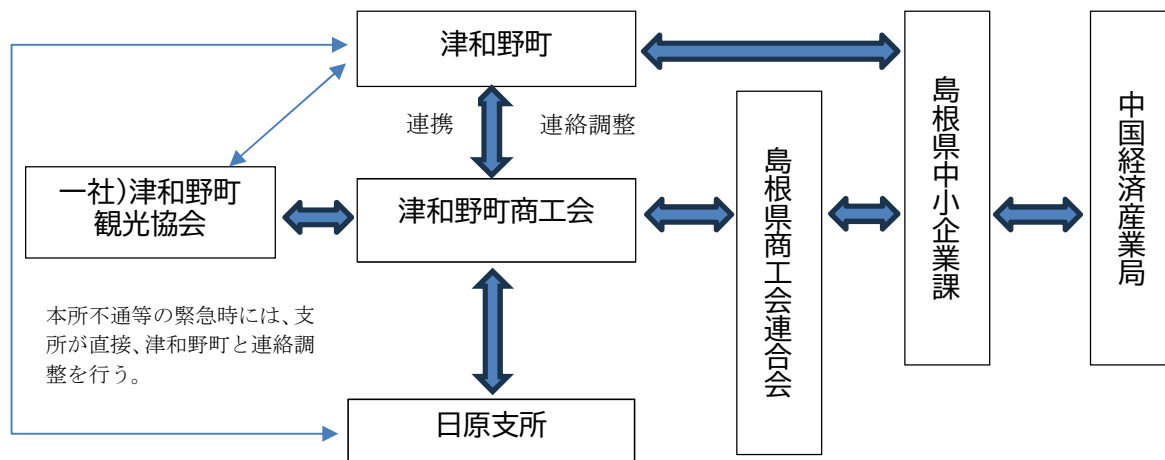 津和野町
連携
連絡調整
一社)津和野町
観光協会
津和野町商工会
島根県商工会連合会
島根県中小企業課
中国経済産業局
本所不通等の緊急時には、支
所が直接、津和野町と連絡調
整を行う。
日原支所